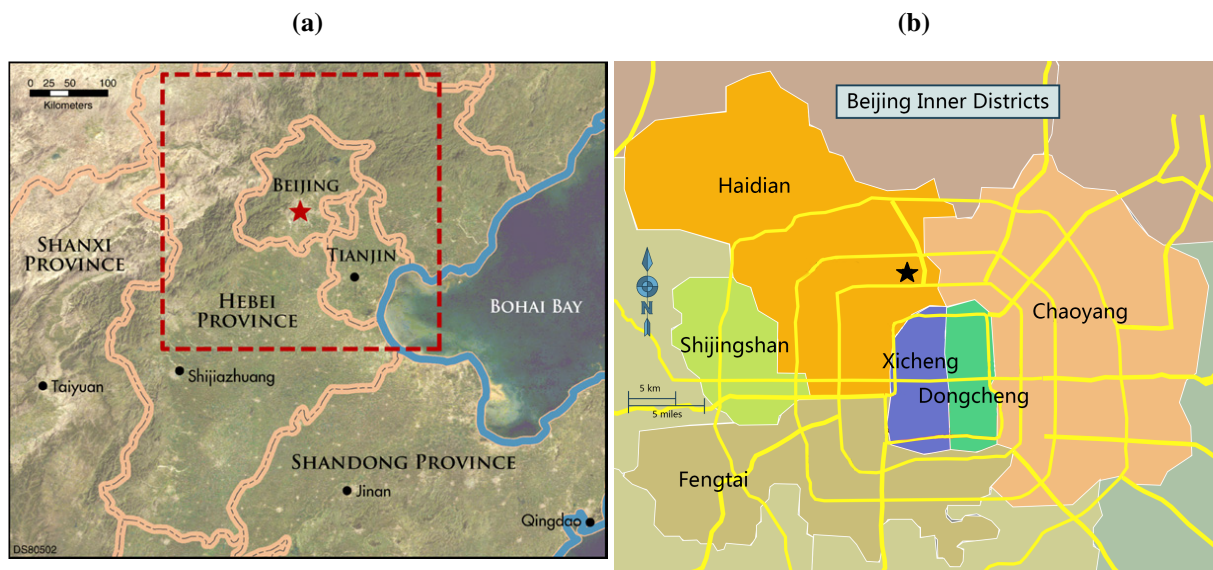 (a)
(b)
0 25 50 100
Kilometers
BEIJING
SHANXI
PROVINCE
TIANJIN
HEBEI
PROVINCE
BOHAI BAY
Taiyuan
Shijiazhuang
SHANDONG PROVINCE
Jinan
Qingdao
DS80502
Beijing Inner Districts
Haidian
N
Chaoyang
Shijingshan
Xicheng
5 km
Dongcheng
5 miles
Fengtai